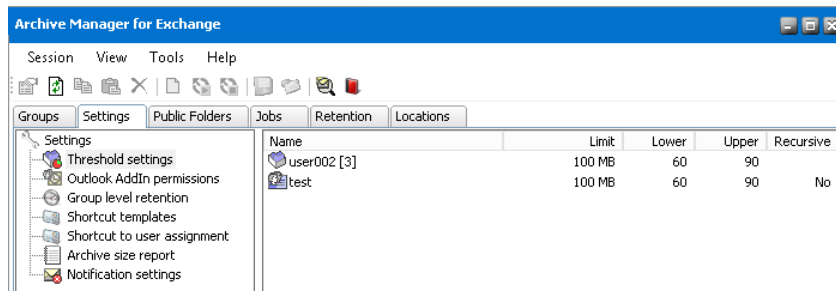 Archive Manager for Exchange
Session View Tools Help
Groups Settings Public Folders Jobs Retention Locations
Settings
Threshold settings
Outlook AddIn permissions
Group level retention
Shortcut templates
Shortcut to user assignment
Archive size report
Notification settings
Name Limit Lower Upper Recursive
user002 [3] 100 MB 60 90
test 100 MB 60 90 No